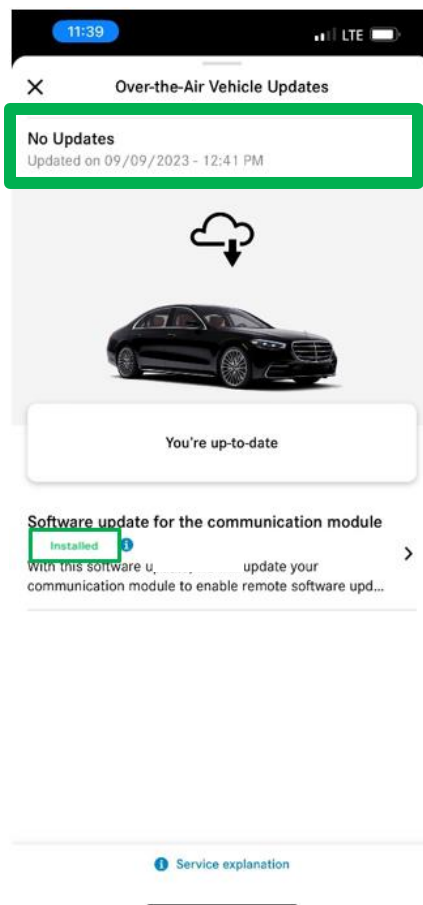 11:39 LTE
Over-the-Air Vehicle Updates
No Updates
Updated on 09/09/2023 - 12:41 PM
You're up-to-date
Software update for the communication module
Installed
With this software update your
communication module to enable remote software upd...
Service explanation